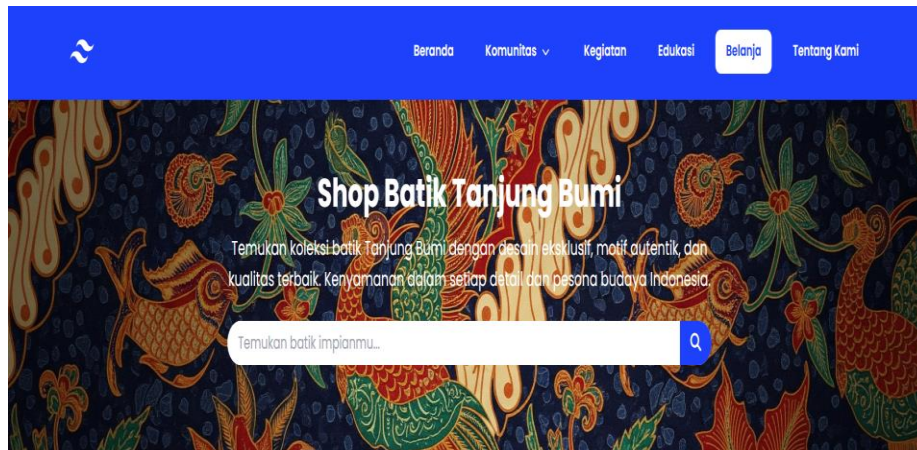 Beranda Komunitas Kegiatan Edukasi Belanja Tentang Kami
Shop Batik Tanjung Bumi
Temukan koleksi batik Tanjung Bumi dengan desain eksklusif, motif autentik, dan
kualitas terbaik. Kenyamanan dalam setiap detail dan pesona budaya Indonesia.
Temukan batik impianmu...